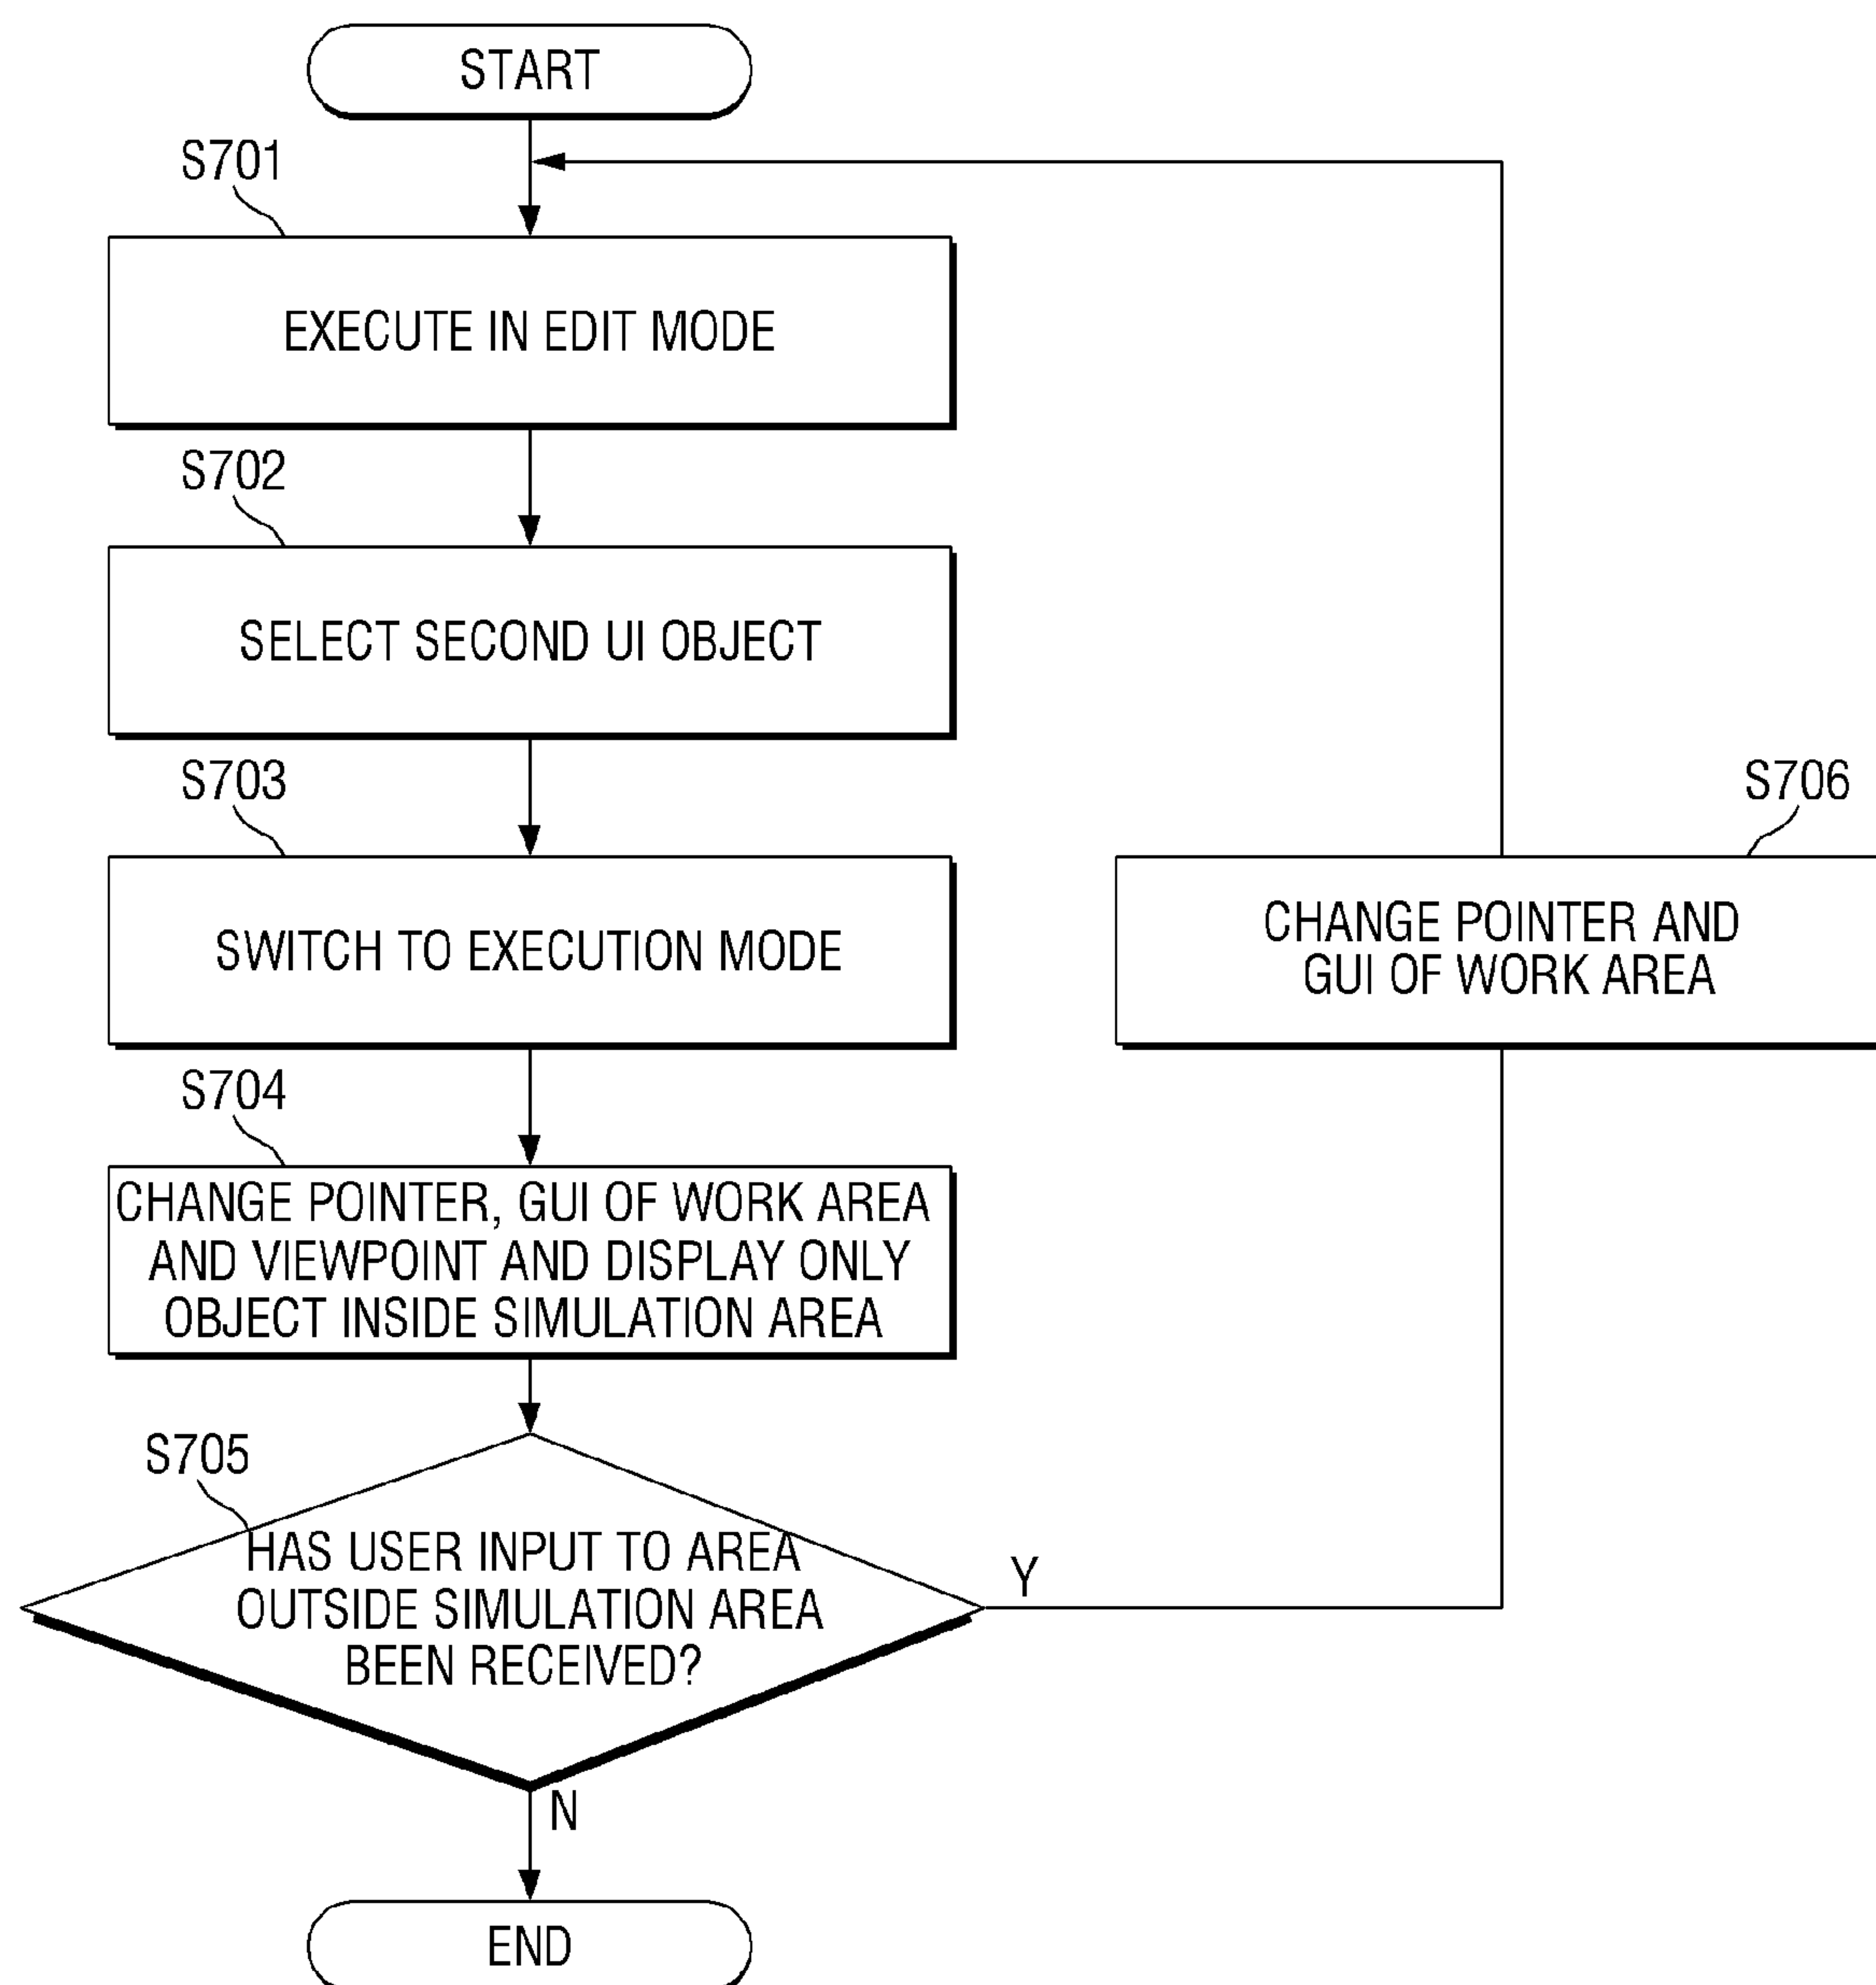 START
S701
EXECUTE IN EDIT MODE
S702
SELECT SECOND UI OBJECT
S703
SWITCH TO EXECUTION MODE
S706
CHANGE POINTER AND
GUI OF WORK AREA
S704
CHANGE POINTER, GUI OF WORK AREA
AND VIEWPOINT AND DISPLAY ONLY
OBJECT INSIDE SIMULATION AREA
S705
HAS USER INPUT TO AREA
OUTSIDE SIMULATION AREA
BEEN RECEIVED?
Y
N
END